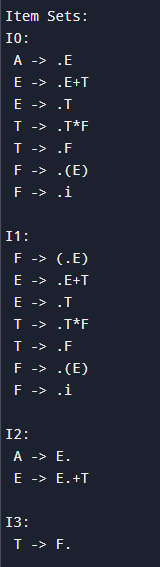 Item Sets:
I0:
A -> .E
E -> .E+T
E -> .T
T -> .T*F
T -> .F
F -> .(E)
F -> .i
I1:
F -> (.E)
E -> .E+T
E -> .T
T -> .T*F
T -> .F
F -> .(E)
F -> .i
I2:
A -> E.
E -> E.+T
I3:
T -> F.